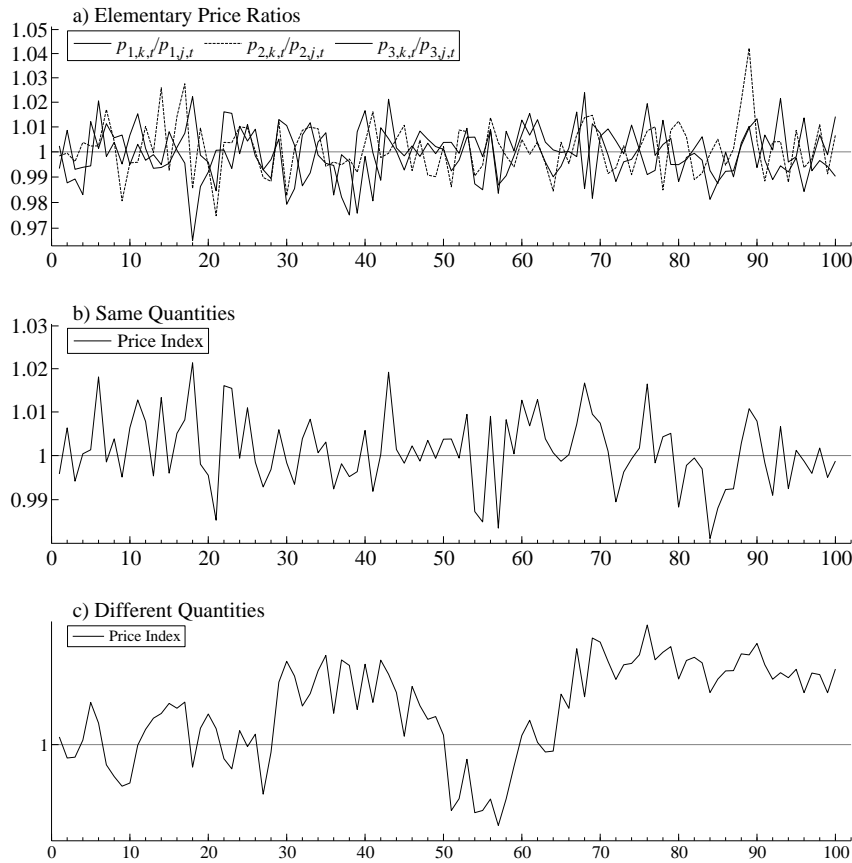 a) Elementary Price Ratios
1.05
p1,k,t/p1,j,t p2,k,t/p2,j,t p3,k,t/p3,j,t
1.04
1.03
1.02
1.01
1
0.99
0.98
0.97
0 10 20 30 40 50 60 70 80 90 100
b) Same Quantities
1.03
Price Index
1.02
1.01
1
0.99
0 10 20 30 40 50 60 70 80 90 100
c) Different Quantities
Price Index
1
0 10 20 30 40 50 60 70 80 90 100